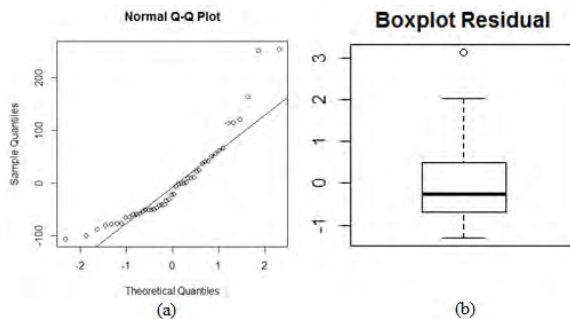 Normal Q-Q Plot
Sample Quantiles
200
100
0
-100
-2
-1
0
1
2
Theoretical Quantiles
(a)
Boxplot Residual
3
2
1
0
-1
(b)